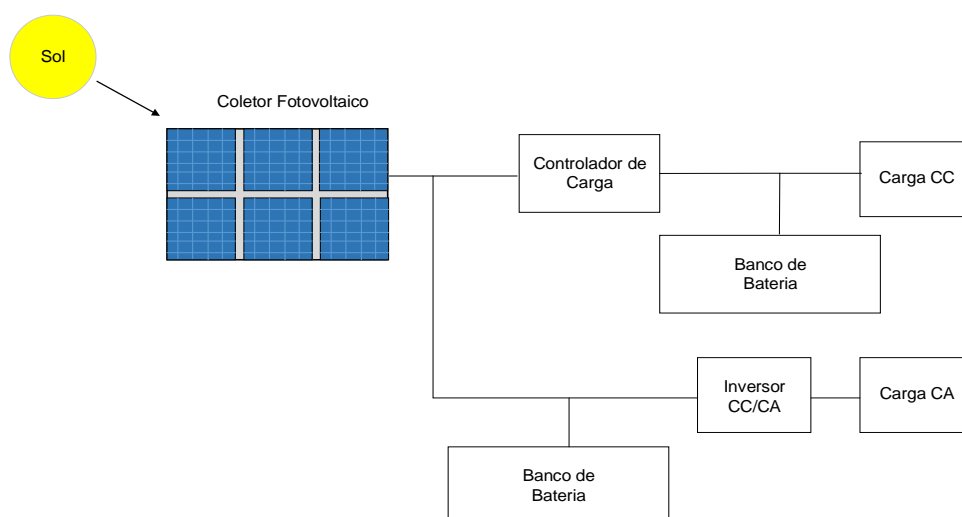 Sol
Coletor Fotovoltaico
Controlador de
Carga
Carga CC
Banco de
Bateria
Inversor
CC/CA
Carga CA
Banco de
Bateria